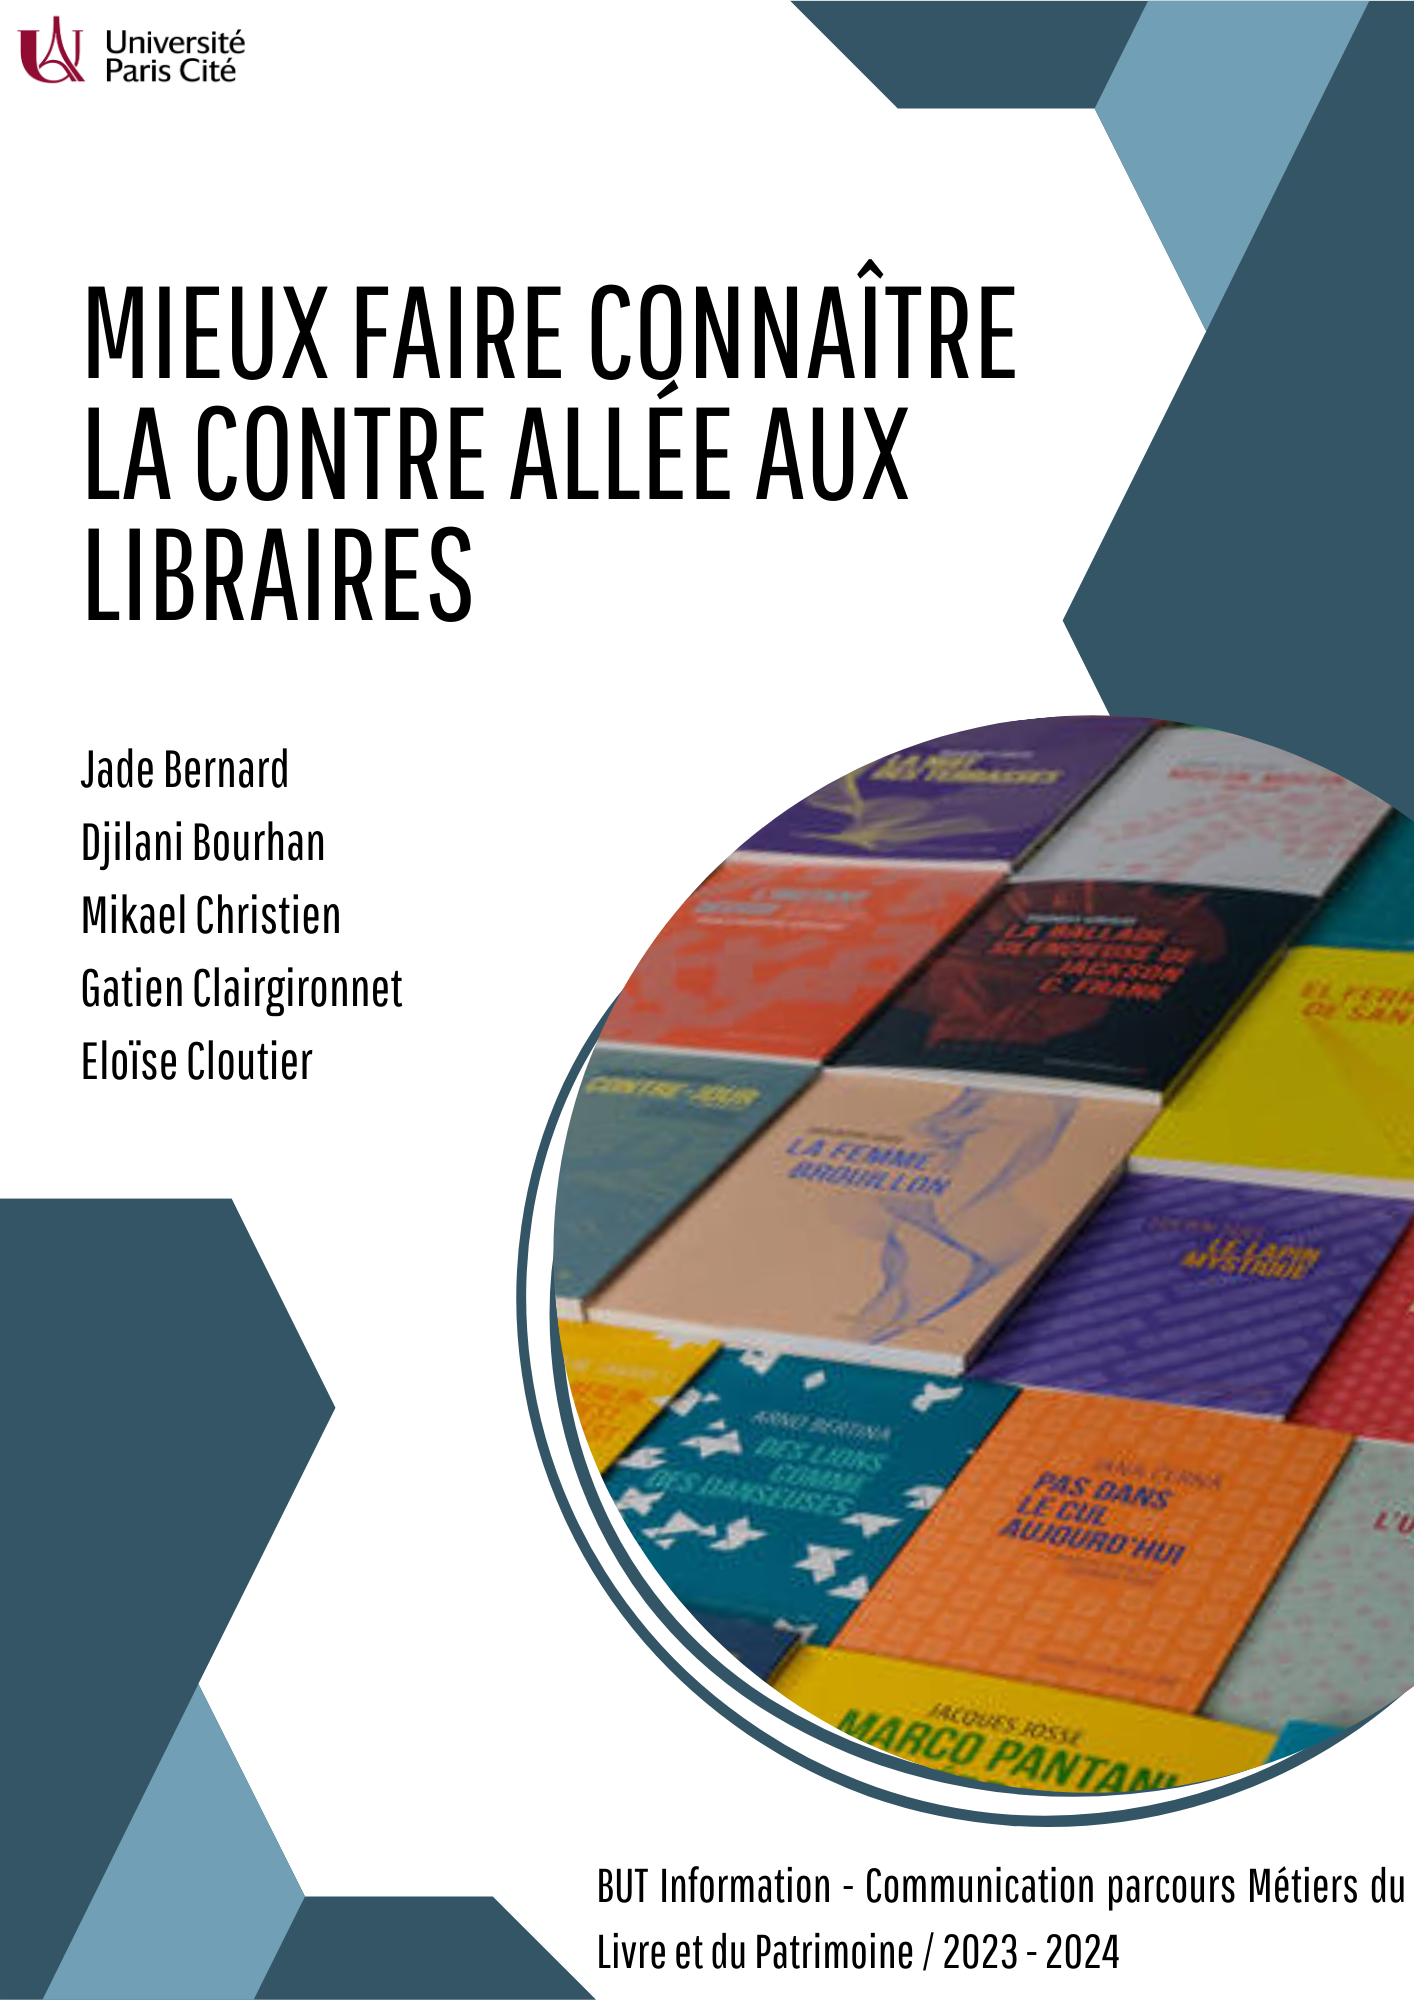 Université
Paris Cité
MIEUX FAIRE CONNAÎTRE
LA CONTRE ALLÉE AUX
LIBRAIRES
Jade Bernard
Djilani Bourhan
Mikael Christien
Gatien Clairgironnet
Eloïse Cloutier
LA NUIT
DES TERRASSES
LA BALLADE
SILENCIEUSE DE
JACKSON
C. FRANK
DE SAN
CONTRE-JOUR
LA FEMME
BROUILLON
LE LAPIN
MYSTIQUE
ARNO BERTINA
DES LIONS
COMME
DES DANSEUSES
JANA ČERNÁ
PAS DANS
LE CUL
AUJOURD'HUI
JACQUES JOSSE
MARCO PANTANI
BUT Information - Communication parcours Métiers du
Livre et du Patrimoine / 2023 - 2024